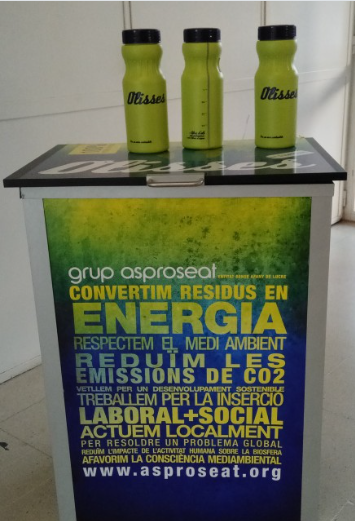 Olisses
Olisses
Olisses
grup asproseat
CONVERTIM RESIDUS EN
ENERGIA
RESPECTEM EL MEDI AMBIENT
REDUÏM LES
EMISSIONS DE CO2
VETLLEM PER UN DESENVOLUPAMENT SOSTENIBLE
TREBALLEM PER LA INSERCIÓ
LABORAL+SOCIAL
ACTUEM LOCALMENT
PER RESOLDRE UN PROBLEMA GLOBAL
REDUÏM L'IMPACTE DE L'ACTIVITAT HUMANA SOBRE LA BIOSFERA
AFAVORIM LA CONSCIÈNCIA MEDIAMBIENTAL
www.asproseat.org